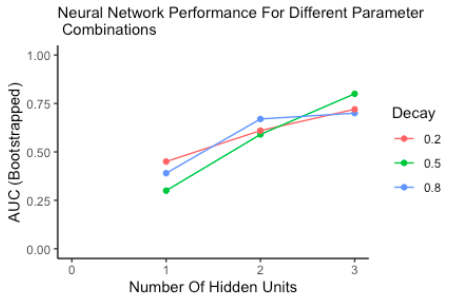 Neural Network Performance For Different Parameter
Combinations
1.00
0.75
0.50
0.25
0.00
AUC (Bootstrapped)
0 1 2 3
Number Of Hidden Units
Decay
0.2
0.5
0.8